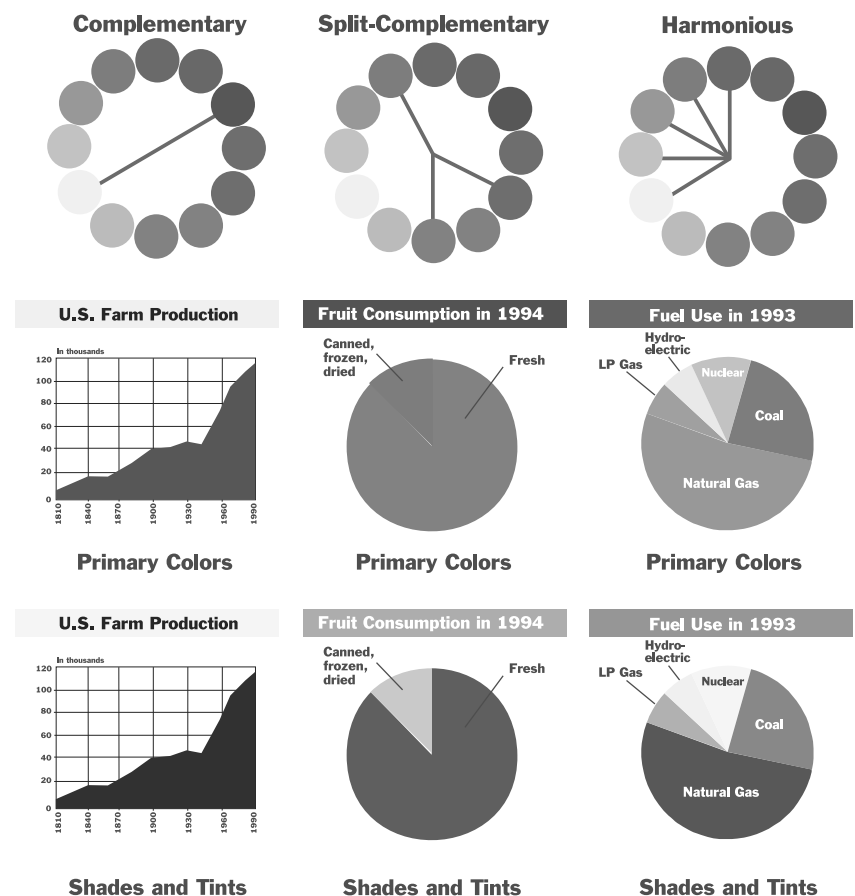 Complementary
Split-Complementary
Harmonious
U.S. Farm Production
In thousands
120
100
80
60
40
20
0
1810
1840
1870
1900
1930
1960
1990
Primary Colors
Fruit Consumption in 1994
Canned,
frozen,
dried
Fresh
Primary Colors
Fuel Use in 1993
Hydro-
electric
LP Gas
Nuclear
Coal
Natural Gas
Primary Colors
U.S. Farm Production
In thousands
120
100
80
60
40
20
0
1810
1840
1870
1900
1930
1960
1990
Shades and Tints
Fruit Consumption in 1994
Canned,
frozen,
dried
Fresh
Shades and Tints
Fuel Use in 1993
Hydro-
electric
LP Gas
Nuclear
Coal
Natural Gas
Shades and Tints